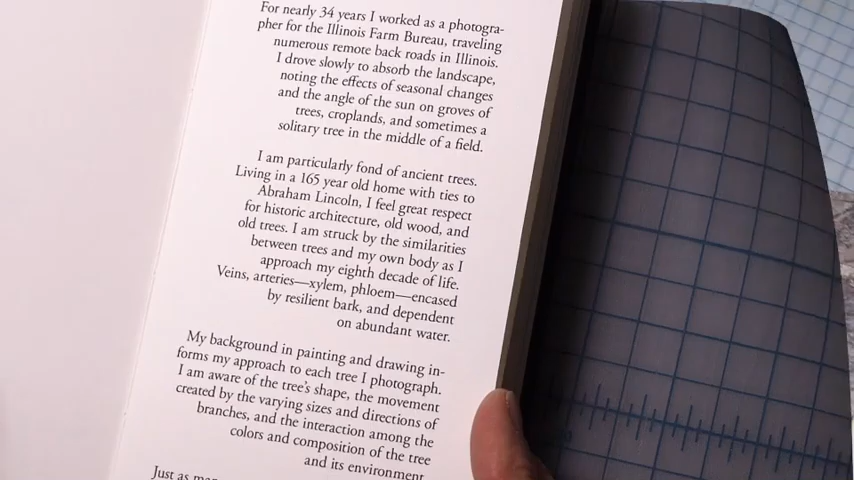 For nearly 34 years I worked as a photogra-
pher for the Illinois Farm Bureau, traveling
numerous remote back roads in Illinois.
I drove slowly to absorb the landscape,
noting the effects of seasonal changes
and the angle of the sun on groves of
trees, croplands, and sometimes a
solitary tree in the middle of a field.
I am particularly fond of ancient trees.
Living in a 165 year old home with ties to
Abraham Lincoln, I feel great respect
for historic architecture, old wood, and
old trees. I am struck by the similarities
between trees and my own body as I
approach my eighth decade of life.
Veins, arteries—xylem, phloem—encased
by resilient bark, and dependent
on abundant water.
My background in painting and drawing in-
forms my approach to each tree I photograph.
I am aware of the tree's shape, the movement
created by the varying sizes and directions of
branches, and the interaction among the
colors and composition of the tree
and its environment
Just as